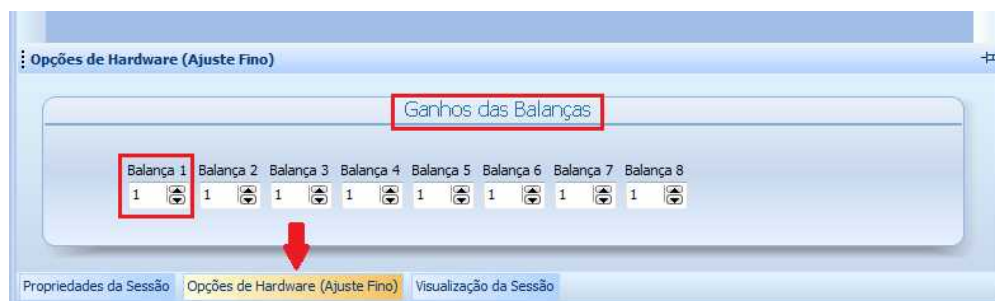 Opções de Hardware (Ajuste Fino)
Ganhos das Balanças
Balança 1 Balança 2 Balança 3 Balança 4 Balança 5 Balança 6 Balança 7 Balança 8
1 1 1 1 1 1 1 1
Propriedades da Sessão Opções de Hardware (Ajuste Fino) Visualização da Sessão